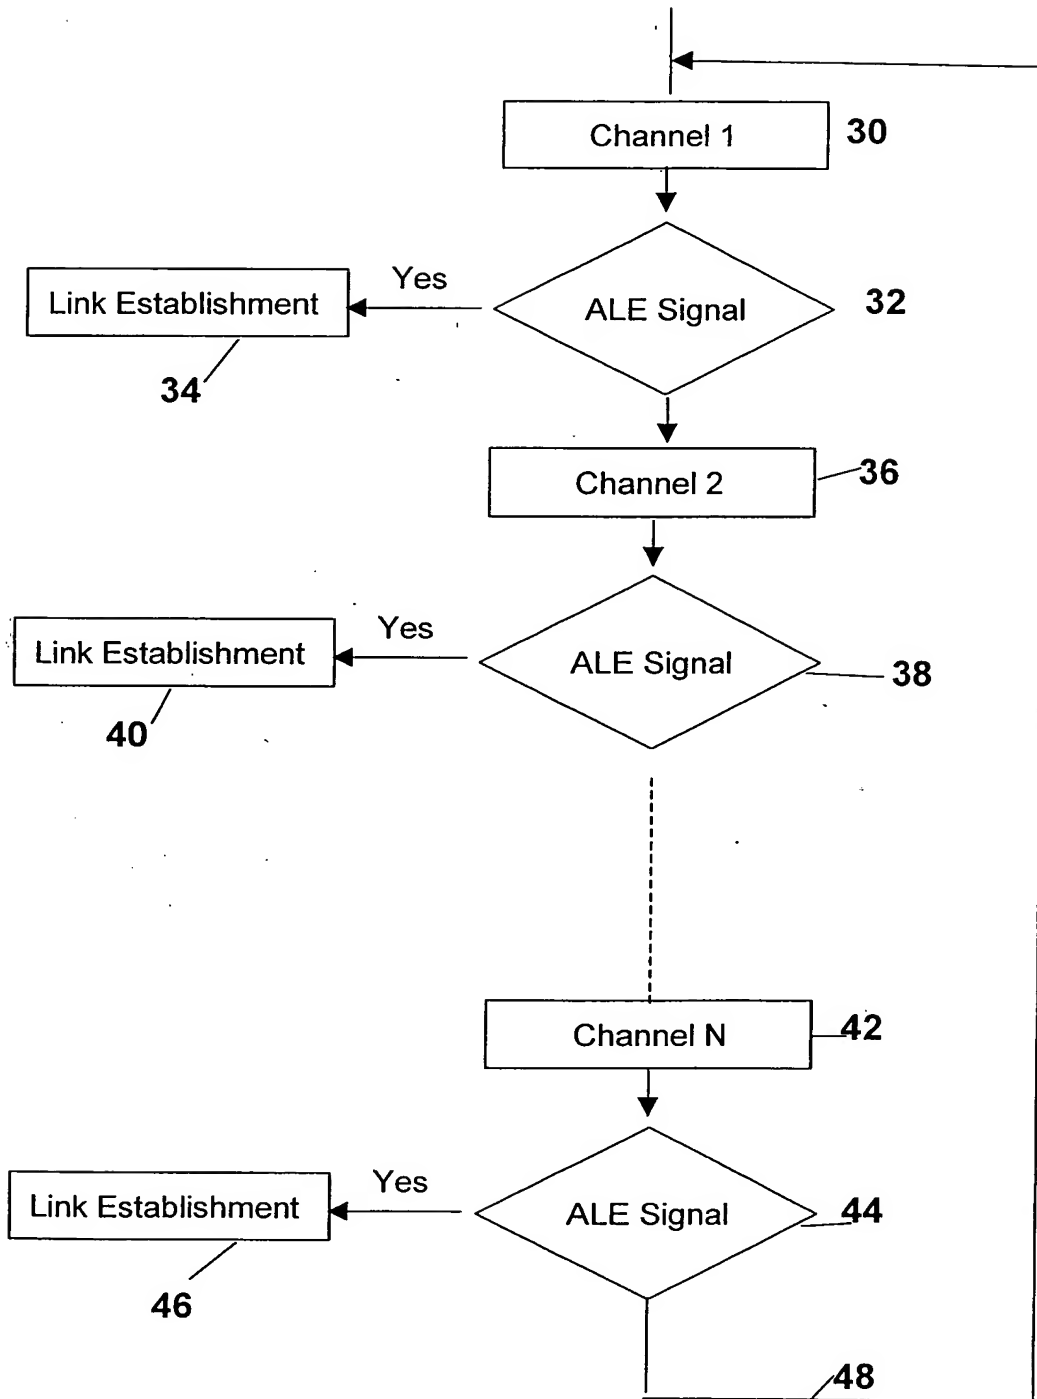 Channel 1
30
Yes
Link Establishment
ALE Signal
32
34
Channel 2
36
Yes
Link Establishment
ALE Signal
38
40
Channel N
42
Yes
Link Establishment
ALE Signal
44
46
48